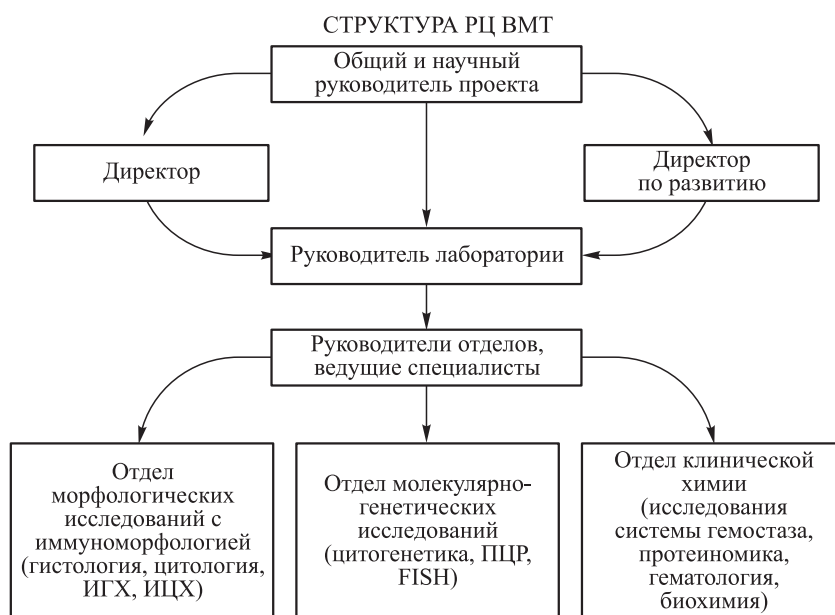 СТРУКТУРА РЦ ВМТ
Общий и научный
руководитель проекта
Директор
Директор
по развитию
Руководитель лаборатории
Руководители отделов,
ведущие специалисты
Отдел
морфологических
исследований с
иммуноморфологией
(гистология, цитология,
ИГХ, ИЦХ)
Отдел молекулярно-
генетических
исследований
(цитогенетика, ПЦР,
FISH)
Отдел клинической
химии
(исследования
системы гемостаза,
протеиномика,
гематология,
биохимия)